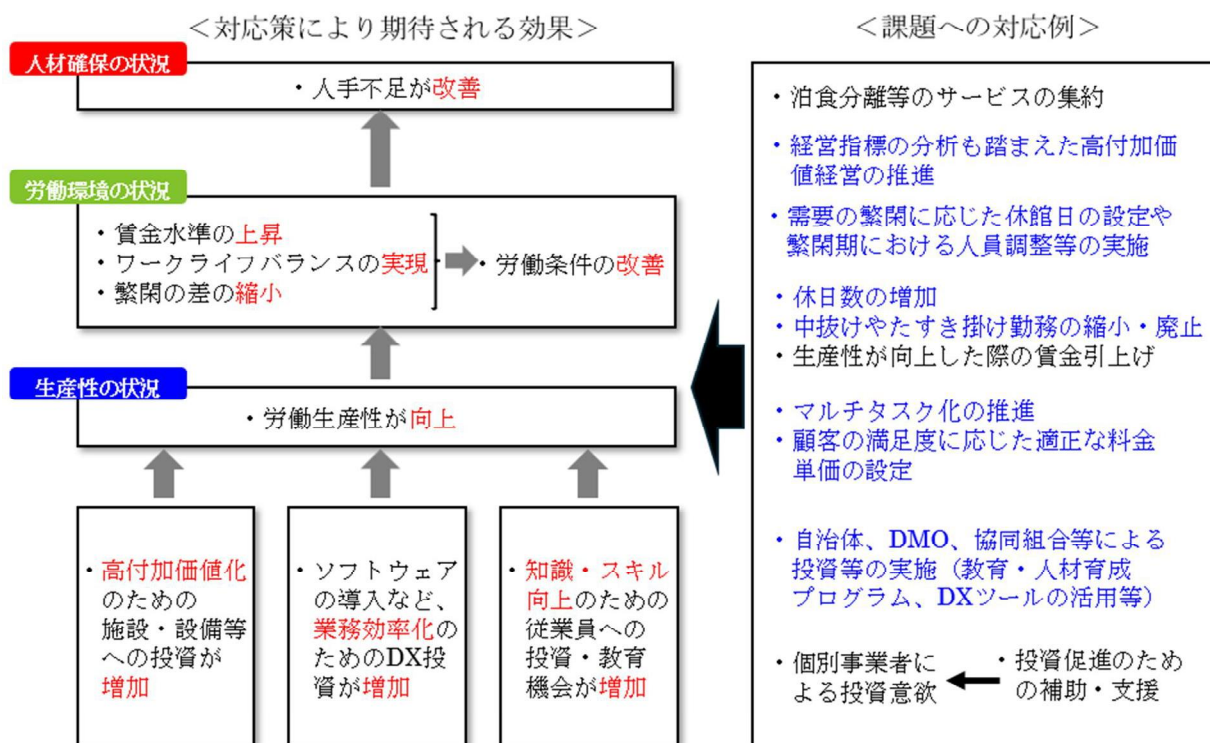 ＜対応策により期待される効果＞
人材確保の状況
・人手不足が改善
労働環境の状況
・賃金水準の上昇
・ワークライフバランスの実現
・繁閑の差の縮小
・労働条件の改善
生産性の状況
・労働生産性が向上
・高付加価値化
のための
施設・設備等
への投資が
増加
・ソフトウェア
の導入など、
業務効率化の
ためのDX投
資が増加
・知識・スキル
向上のための
従業員への
投資・教育
機会が増加
＜課題への対応例＞
・泊食分離等のサービスの集約
・経営指標の分析も踏まえた高付加価
値経営の推進
・需要の繁閑に応じた休館日の設定や
繁閑期における人員調整等の実施
・休日数の増加
・中抜けやたすき掛け勤務の縮小・廃止
・生産性が向上した際の賃金引上げ
・マルチタスク化の推進
・顧客の満足度に応じた適正な料金
単価の設定
・自治体、DMO、協同組合等による
投資等の実施（教育・人材育成
プログラム、DXツールの活用等）
・個別事業者に
よる投資意欲
・投資促進のため
の補助・支援